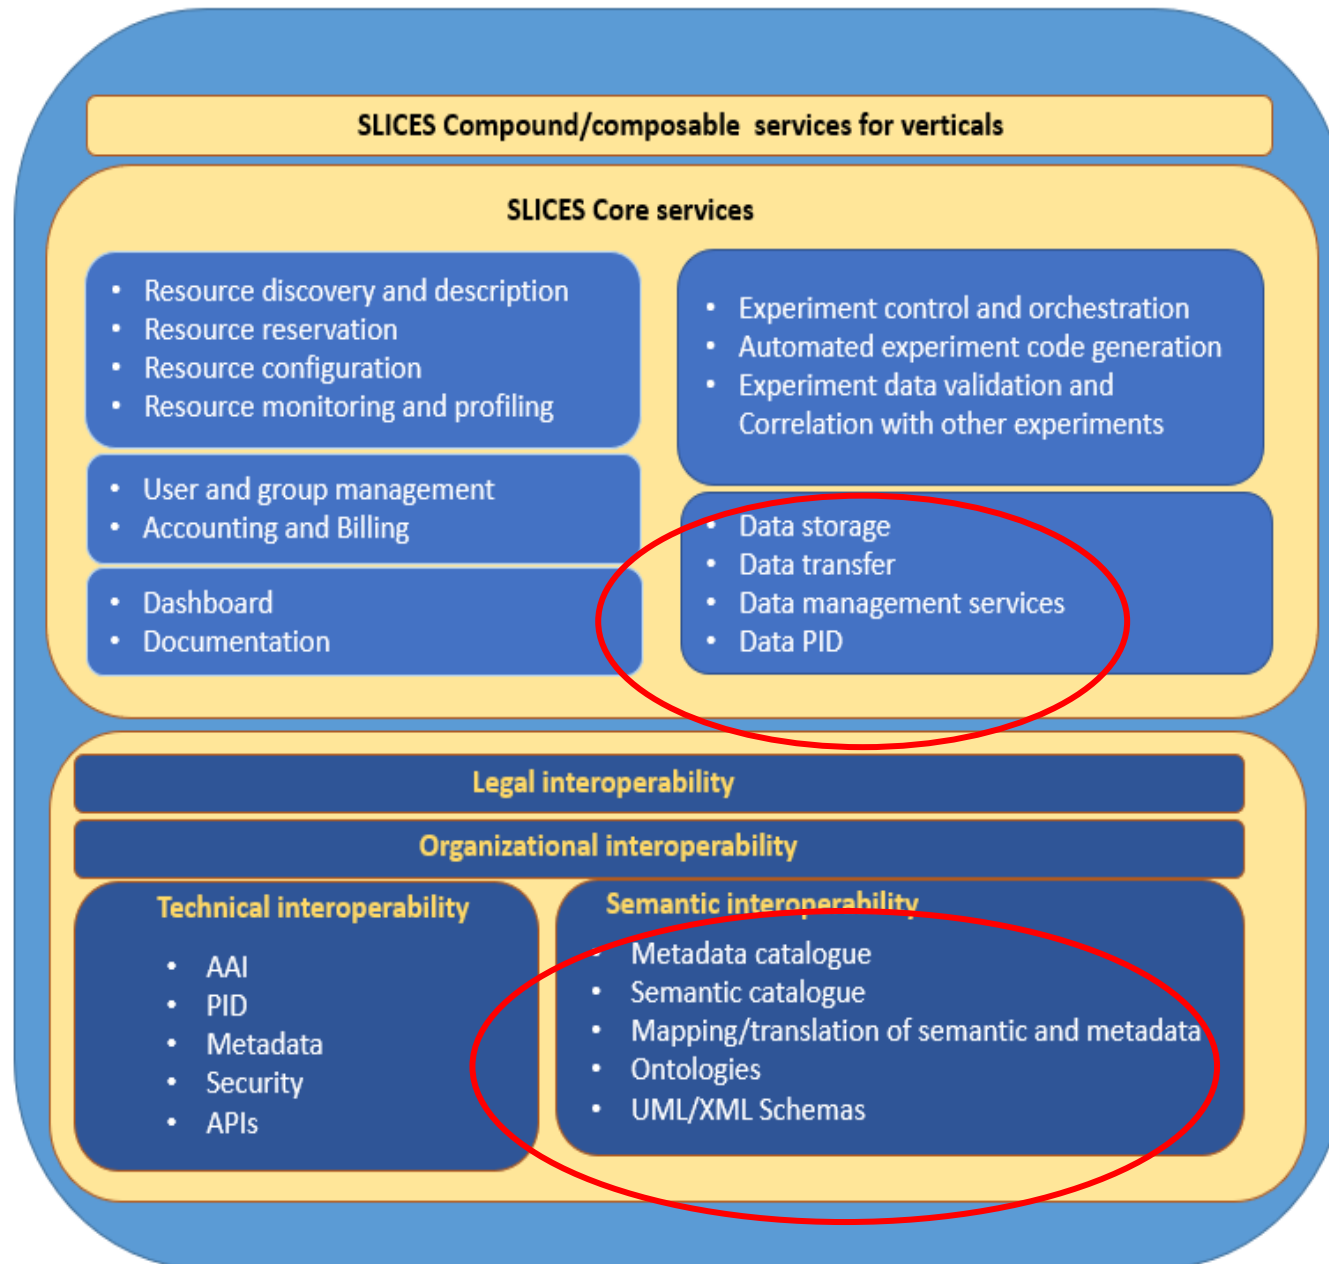 SLICES Compound/composable services for verticals
SLICES Core services
• Resource discovery and description
• Resource reservation
• Resource configuration
• Resource monitoring and profiling
• User and group management
• Accounting and Billing
• Dashboard
• Documentation
• Experiment control and orchestration
• Automated experiment code generation
• Experiment data validation and
Correlation with other experiments
• Data storage
• Data transfer
• Data management services
• Data PID
Legal interoperability
Organizational interoperability
Technical interoperability
• AAI
• PID
• Metadata
• Security
• APIs
Semantic interoperability
• Metadata catalogue
• Semantic catalogue
• Mapping/translation of semantic and metadata
• Ontologies
• UML/XML Schemas